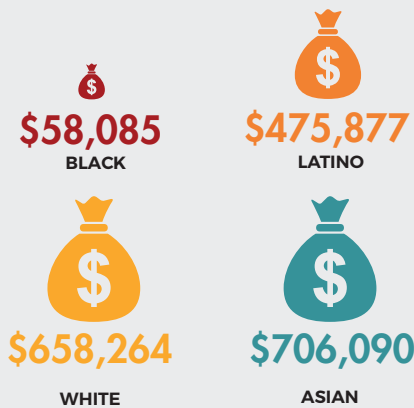 $
$
$58,085
$475,877
BLACK
LATINO
$
$
$658,264
$706,090
WHITE
ASIAN